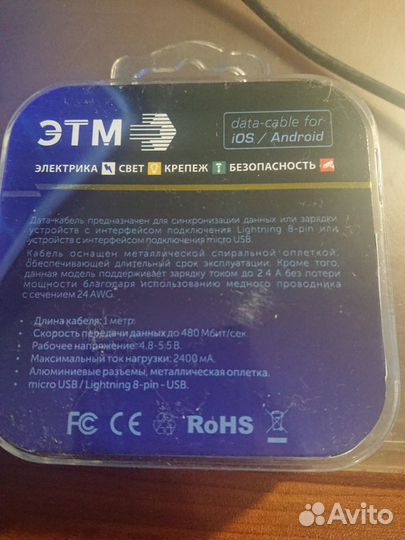 ЭТМ
data-cable for
iOS / Android
ЭЛЕКТРИКА СВЕТ КРЕПЕЖ БЕЗОПАСНОСТЬ
Дата-кабель предназначен для синхронизации данных или зарядки
устройств с интерфейсом подключения Lightning 8-pin или
устройств с интерфейсом подключения micro USB.
Кабель оснащен металлической спиральной оплеткой,
обеспечивающей длительный срок эксплуатации. Кроме того,
данная модель поддерживает зарядку током до 2.4 А без потери
мощности благодаря использованию медного проводника
с сечением 24 AWG.
• Длина кабеля: 1 метр.
• Скорость передачи данных до 480 Мбит/сек.
• Рабочее напряжение: 4.8-5.5 В.
• Максимальный ток нагрузки: 2400 мА.
• Алюминиевые разъемы, металлическая оплетка.
• micro USB / Lightning 8-pin - USB.
FC CE RoHS
Avito